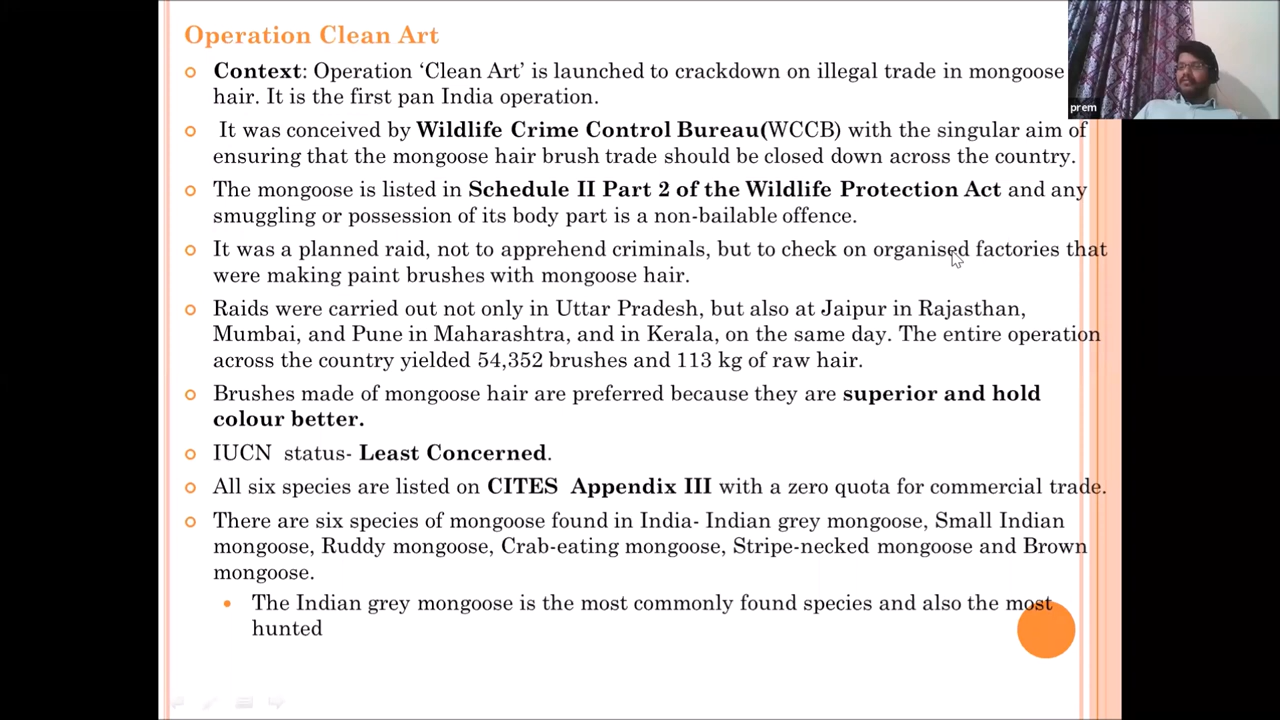 Operation Clean Art
Context: Operation ‘Clean Art’ is launched to crackdown on illegal trade in mongoose
hair. It is the first pan India operation.
prem
It was conceived by Wildlife Crime Control Bureau(WCCB) with the singular aim of
ensuring that the mongoose hair brush trade should be closed down across the country.
The mongoose is listed in Schedule II Part 2 of the Wildlife Protection Act and any
smuggling or possession of its body part is a non-bailable offence.
It was a planned raid, not to apprehend criminals, but to check on organised factories that
were making paint brushes with mongoose hair.
Raids were carried out not only in Uttar Pradesh, but also at Jaipur in Rajasthan,
Mumbai, and Pune in Maharashtra, and in Kerala, on the same day. The entire operation
across the country yielded 54,352 brushes and 113 kg of raw hair.
Brushes made of mongoose hair are preferred because they are superior and hold
colour better.
IUCN status- Least Concerned.
All six species are listed on CITES Appendix III with a zero quota for commercial trade.
There are six species of mongoose found in India- Indian grey mongoose, Small Indian
mongoose, Ruddy mongoose, Crab-eating mongoose, Stripe-necked mongoose and Brown
mongoose.
The Indian grey mongoose is the most commonly found species and also the most
hunted